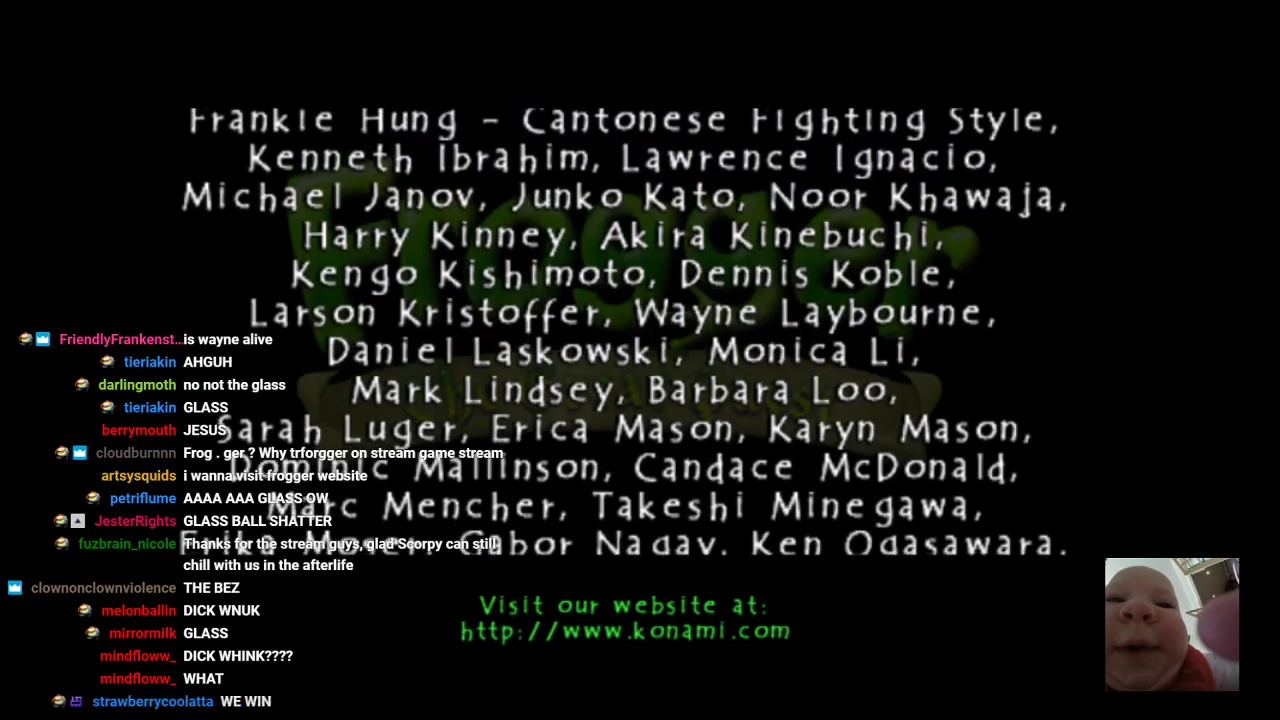 Frankie Hung - Cantonese Fighting Style,
Kenneth Ibrahim, Lawrence Ignacio,
Michael Janov, Junko Kato, Noor Khawaja,
Harry Kinney, Akira Kinebuchi,
Kengo Kishimoto, Dennis Koble,
Larson Kristoffer, Wayne Laybourne,
Daniel Laskowski, Monica Li,
Mark Lindsey, Barbara Loo,
Sarah Luger, Erica Mason, Karyn Mason,
Dominic Mallinson, Candace McDonald,
Marc Mencher, Takeshi Minegawa,
Erika Meyer, Gabor Nagay, Ken Ogasawara,
Visit our website at:
http://www.konami.com
Frogger
FriendlyFrankenst... is wayne alive
tieriakin AHGUH
darlingmoth no not the glass
tieriakin GLASS
berrymouth JESUS
cloudburnnn Frog . ger ? Why trforgger on stream game stream
artsysquids i wanna visit frogger website
petriflume AAAA AAA GLASS OW
JesterRights GLASS BALL SHATTER
fuzbrain_nicole Thanks for the stream guys, glad Scorpy can still
chill with us in the afterlife
clownonclownviolence THE BEZ
melonballin DICK WNUK
mirrormilk GLASS
mindfloww_ DICK WHINK????
mindfloww_ WHAT
strawberrycoolatta WE WIN